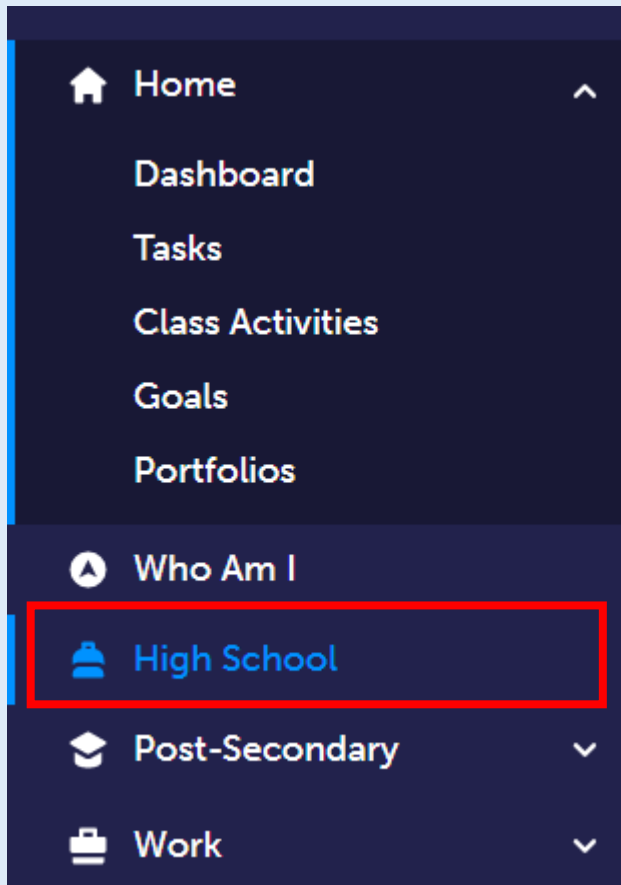 Home
Dashboard
Tasks
Class Activities
Goals
Portfolios
Who Am I
High School
Post-Secondary
Work